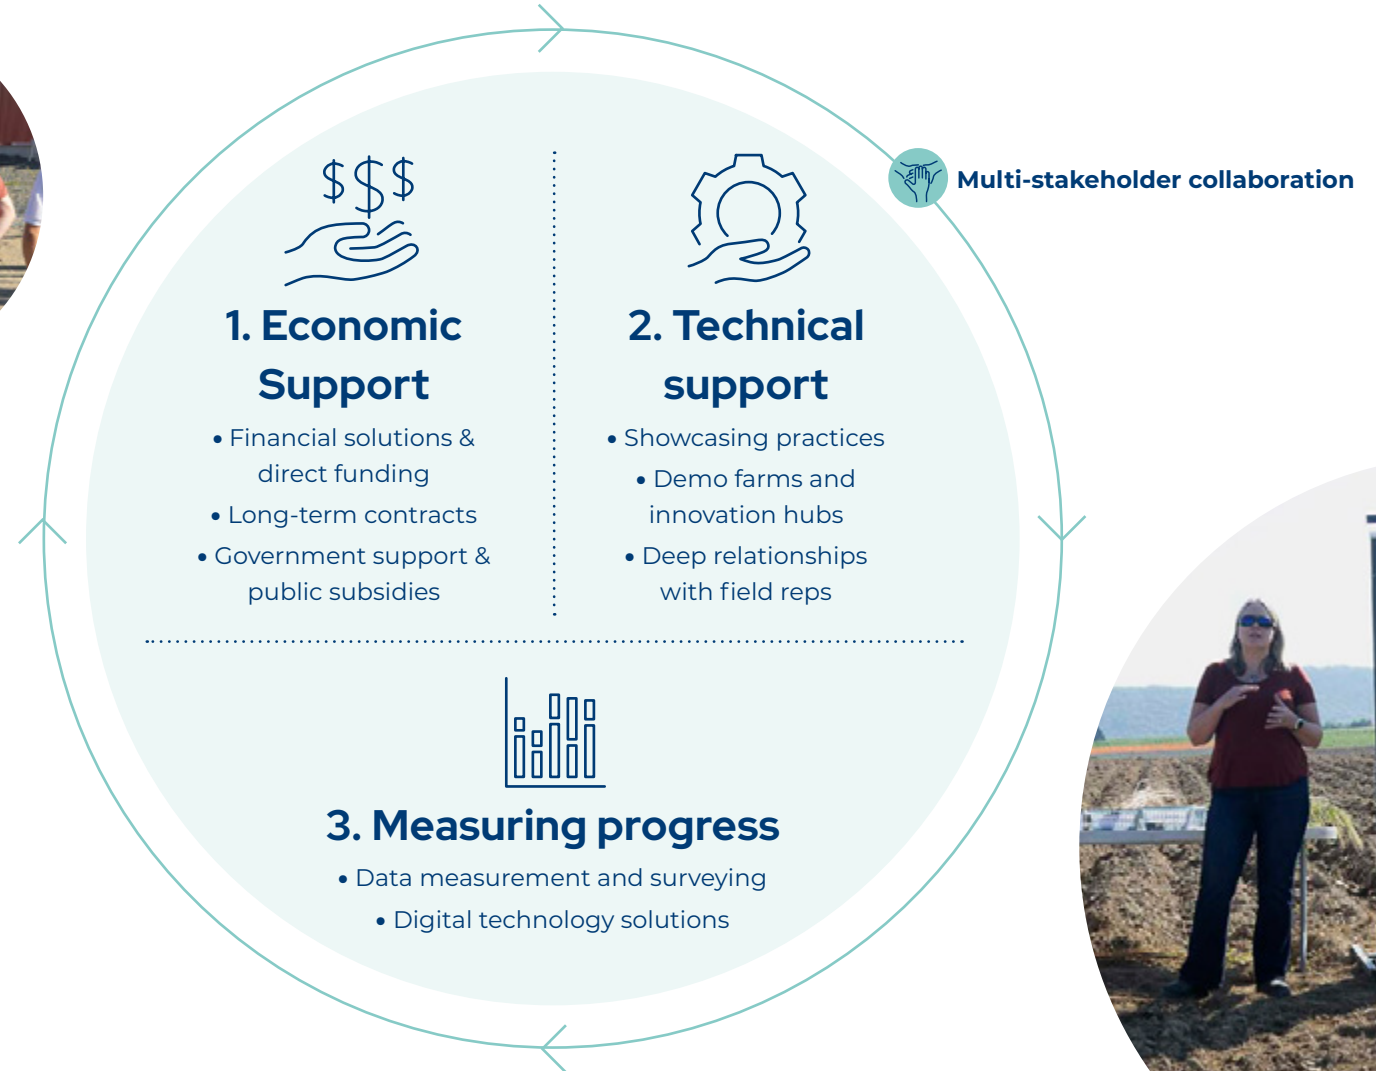 Multi-stakeholder collaboration
$$$
1. Economic
Support
• Financial solutions &
direct funding
• Long-term contracts
• Government support &
public subsidies
2. Technical
support
• Showcasing practices
• Demo farms and
innovation hubs
• Deep relationships
with field reps
3. Measuring progress
• Data measurement and surveying
• Digital technology solutions